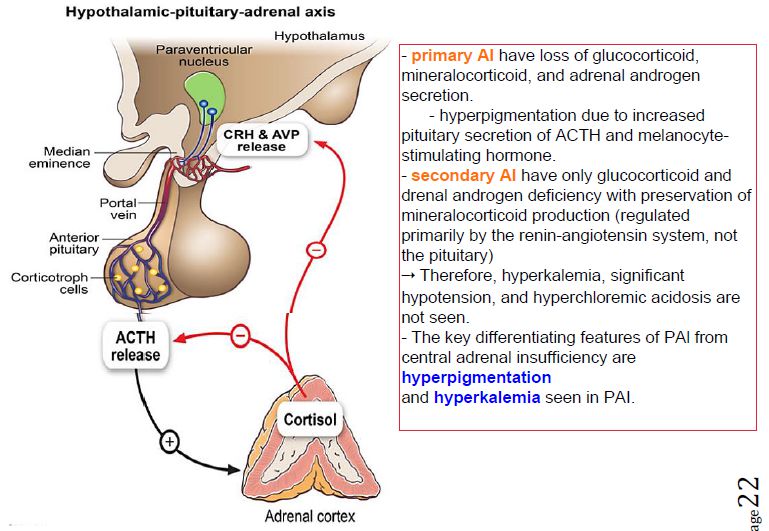 Hypothalamic-pituitary-adrenal axis
Hypothalamus
Paraventricular
nucleus
CRH & AVP
release
Median
eminence
Portal
vein
Anterior
pituitary
Corticotroph
cells
ACTH
release
Cortisol
Adrenal cortex
- primary AI have loss of glucocorticoid,
mineralocorticoid, and adrenal androgen
secretion.
- hyperpigmentation due to increased
pituitary secretion of ACTH and melanocyte-
stimulating hormone.
- secondary AI have only glucocorticoid and
drenal androgen deficiency with preservation of
mineralocorticoid production (regulated
primarily by the renin-angiotensin system, not
the pituitary)
→ Therefore, hyperkalemia, significant
hypotension, and hyperchloremic acidosis are
not seen.
- The key differentiating features of PAI from
central adrenal insufficiency are
hyperpigmentation
and hyperkalemia seen in PAI.
age 22